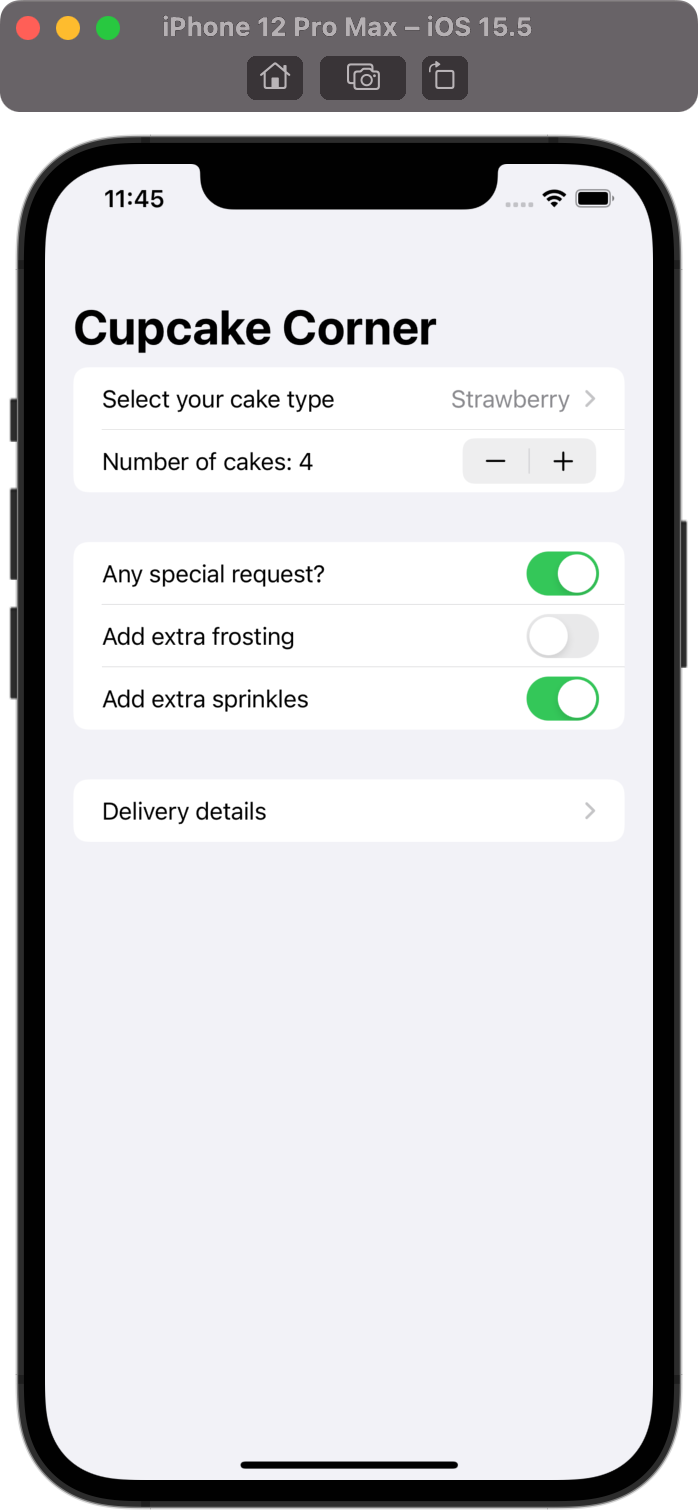 iPhone 12 Pro Max – iOS 15.5
11:45
Cupcake Corner
Select your cake type Strawberry
Number of cakes: 4 − +
Any special request?
Add extra frosting
Add extra sprinkles
Delivery details